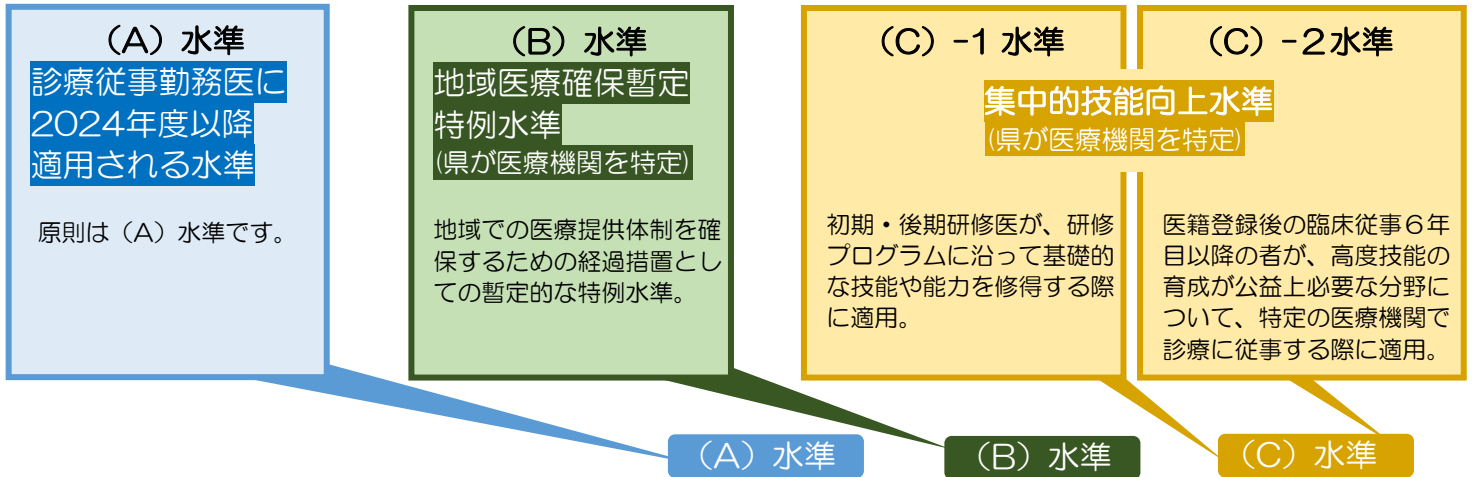 （A）水準
診療従事勤務医に
2024年度以降
適用される水準
原則は（A）水準です。
（B）水準
地域医療確保暫定
特例水準
(県が医療機関を特定)
地域での医療提供体制を確
保するための経過措置とし
ての暫定的な特例水準。
（C）-1 水準
（C）-2水準
集中的技能向上水準
(県が医療機関を特定)
初期・後期研修医が、研修
プログラムに沿って基礎的
な技能や能力を修得する際
に適用。
医籍登録後の臨床従事６年
目以降の者が、高度技能の
育成が公益上必要な分野に
ついて、特定の医療機関で
診療に従事する際に適用。
（A）水準
（B）水準
（C）水準